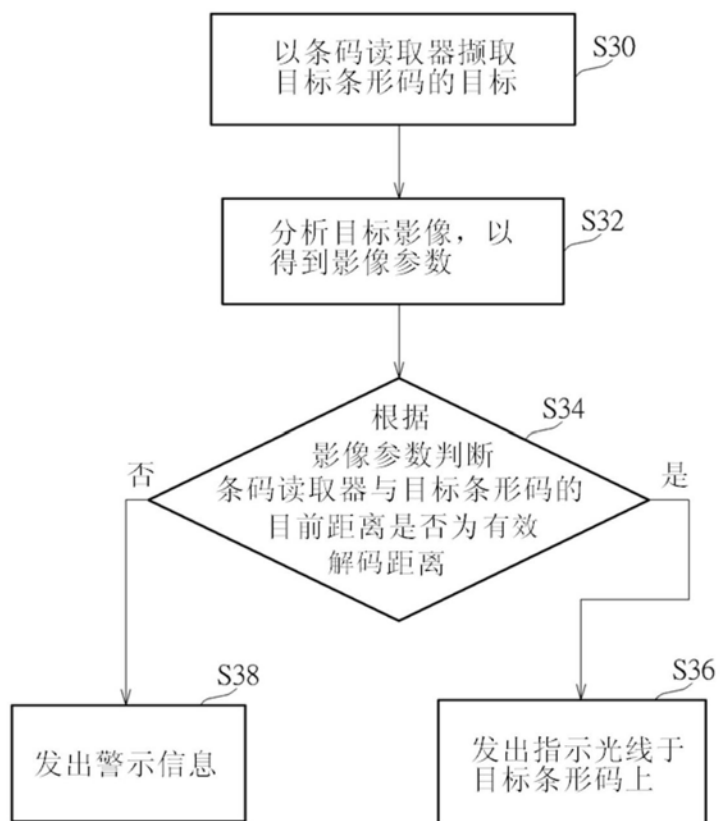 以条码读取器撷取
目标条形码的目标
S30
分析目标影像，以
得到影像参数
S32
根据
影像参数判断
条码读取器与目标条形码的
目前距离是否为有效
解码距离
S34
否
是
S38
发出警示信息
S36
发出指示光线于
目标条形码上